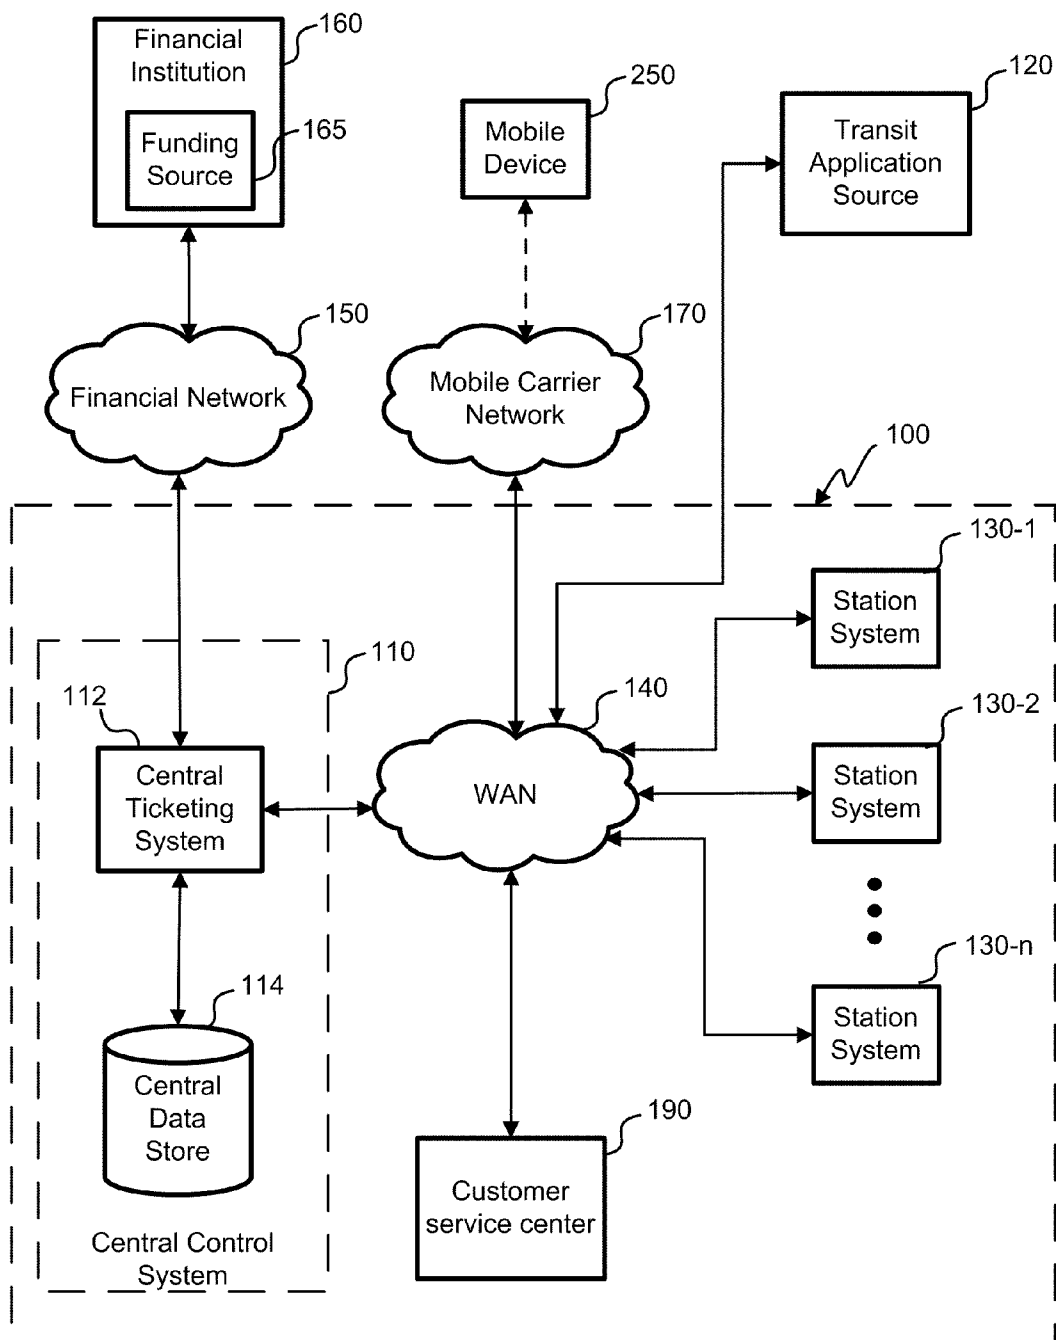 160
Financial
Institution
165
Funding
Source
250
Mobile
Device
120
Transit
Application
Source
150
Financial Network
170
Mobile Carrier
Network
100
130-1
Station
System
110
112
Central
Ticketing
System
140
WAN
130-2
Station
System
130-n
Station
System
114
Central
Data
Store
190
Customer
service center
Central Control
System